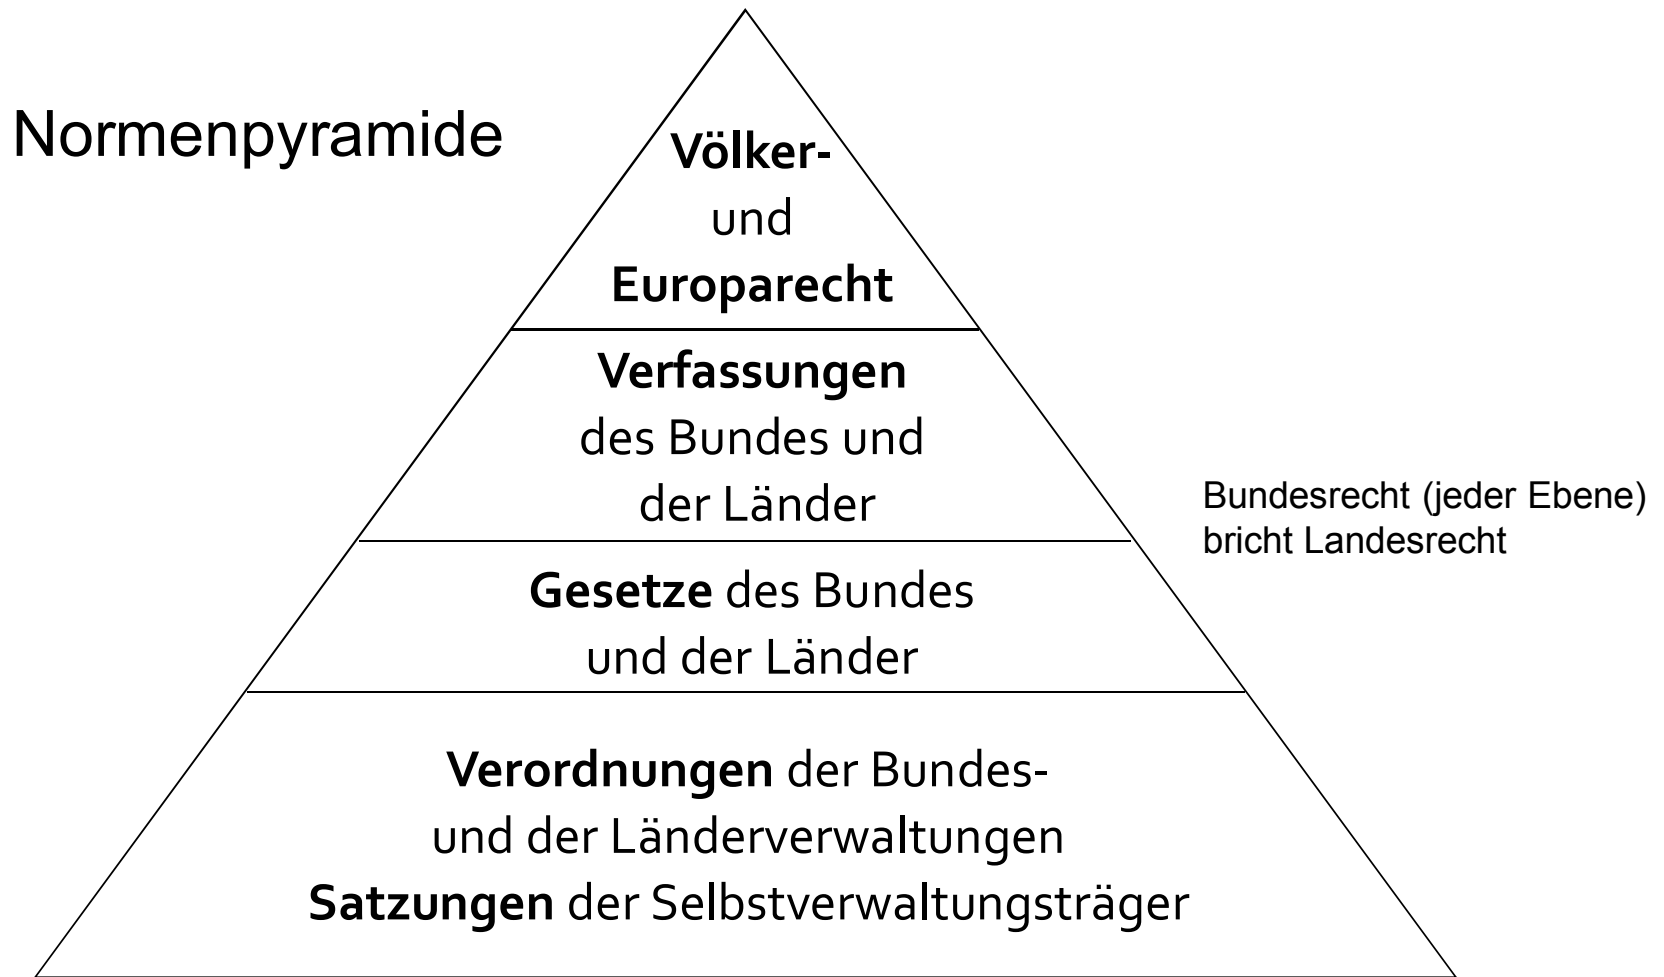 Normenpyramide
Völker-
und
Europarecht
Verfassungen
des Bundes und
der Länder
Bundesrecht (jeder Ebene)
bricht Landesrecht
Gesetze des Bundes
und der Länder
Verordnungen der Bundes-
und der Länderverwaltungen
Satzungen der Selbstverwaltungsträger